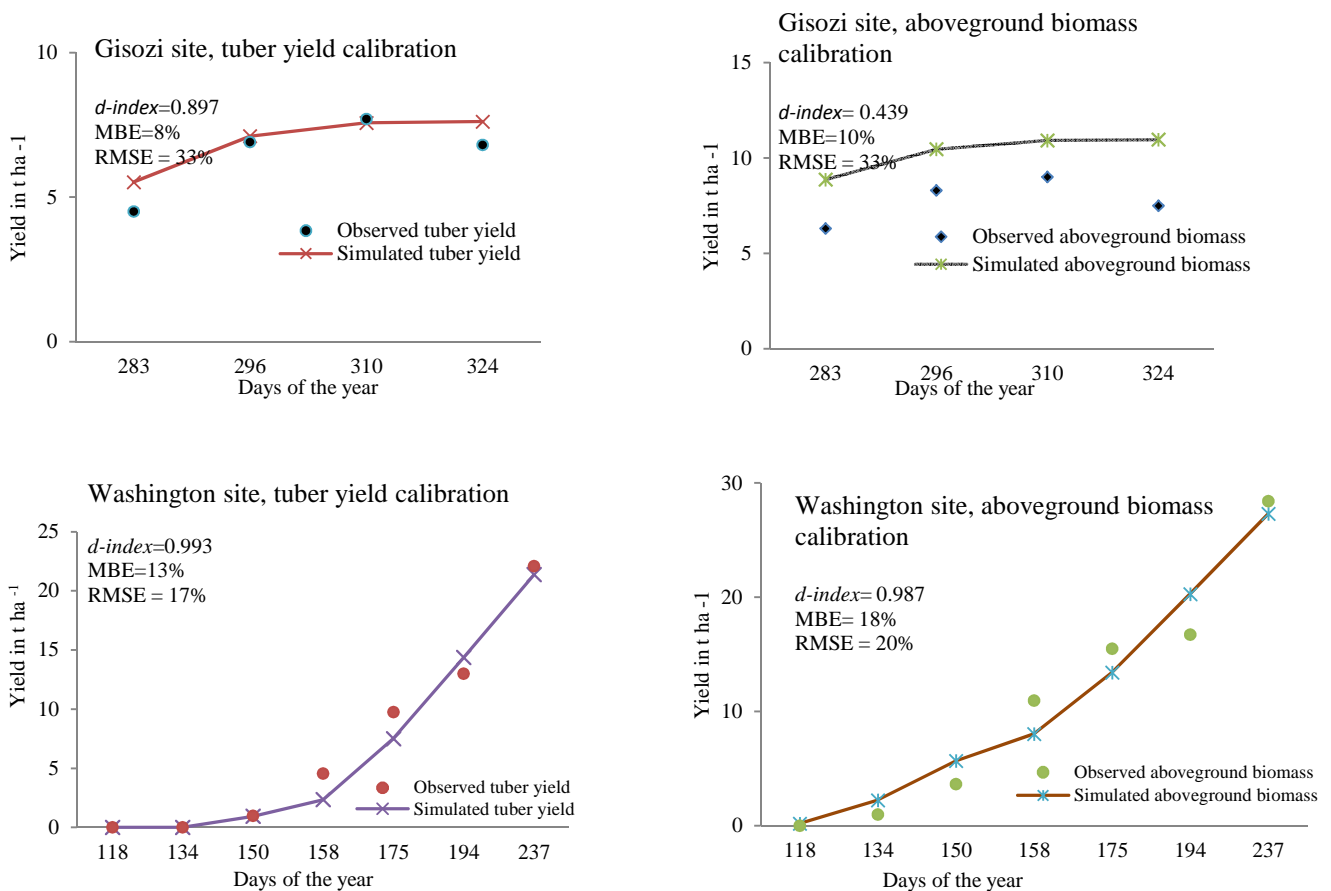 Gisozi site, tuber yield calibration
d-index=0.897
MBE=8%
RMSE = 33%
Yield in t ha -1
10
5
0
Observed tuber yield
Simulated tuber yield
283 296 310 324
Days of the year
Gisozi site, aboveground biomass
calibration
d-index= 0.439
MBE=10%
RMSE = 33%
Yield in t ha -1
15
10
5
0
Observed aboveground biomass
Simulated aboveground biomass
283 296 310 324
Days of the year
Washington site, tuber yield calibration
d-index=0.993
MBE=13%
RMSE = 17%
Yield in t ha -1
25
20
15
10
5
0
Observed tuber yield
Simulated tuber yield
118 134 150 158 175 194 237
Days of the year
Washington site, aboveground biomass
calibration
d-index= 0.987
MBE= 18%
RMSE = 20%
Yield in t ha -1
30
20
10
0
Observed aboveground biomass
Simulated aboveground biomass
118 134 150 158 175 194 237
Days of the year